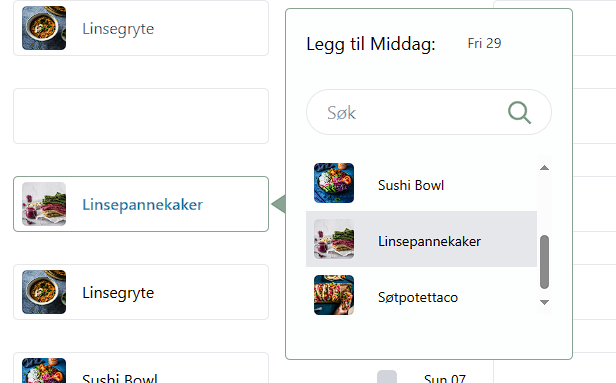 Linsegryte
Legg til Middag:
Fri 29
Søk
Sushi Bowl
Linsepannekaker
Linsepannekaker
Linsegryte
Søtpotettaco
Sushi Bowl
Sun 07